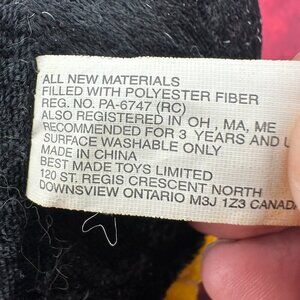 ALL NEW MATERIALS
FILLED WITH POLYESTER FIBER
REG. NO. PA-6747 (RC)
ALSO REGISTERED IN OH, MA, ME
RECOMMENDED FOR 3 YEARS AND U
SURFACE WASHABLE ONLY
MADE IN CHINA
BEST MADE TOYS LIMITED
120 ST. REGIS CRESCENT NORTH
DOWNSVIEW ONTARIO M3J 1Z3 CANAD